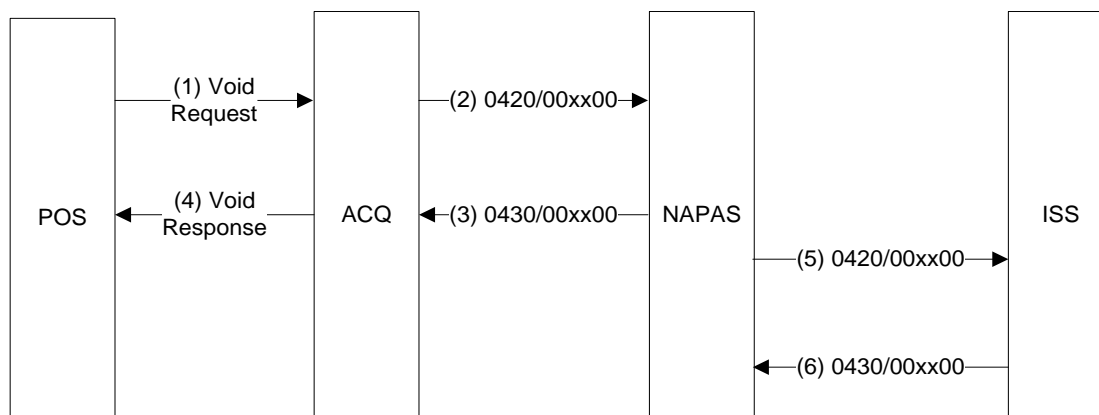 (1) Void
Request
(2) 0420/00xx00
(4) Void
Response
(3) 0430/00xx00
POS
ACQ
NAPAS
ISS
(5) 0420/00xx00
(6) 0430/00xx00